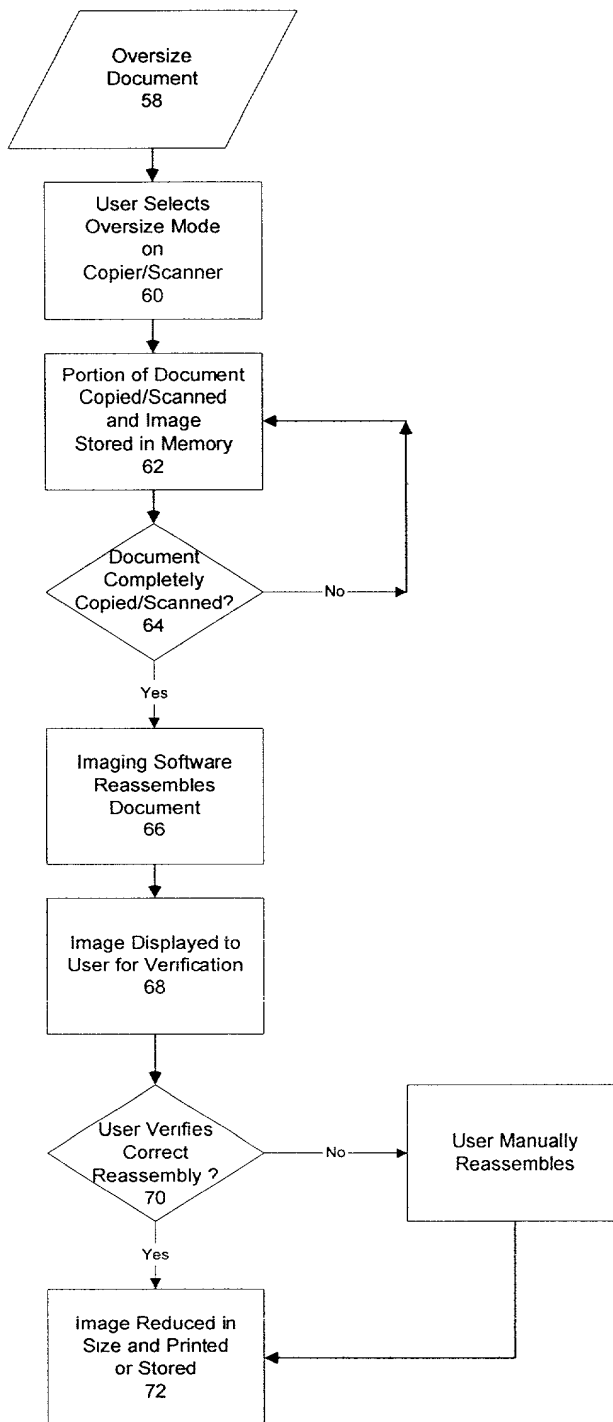 Oversize
Document
58
User Selects
Oversize Mode
on
Copier/Scanner
60
Portion of Document
Copied/Scanned
and Image
Stored in Memory
62
Document
Completely
Copied/Scanned?
64
No
Yes
Imaging Software
Reassembles
Document
66
Image Displayed to
User for Verification
68
User Verifies
Correct
Reassembly ?
70
No
User Manually
Reassembles
Yes
Image Reduced in
Size and Printed
or Stored
72